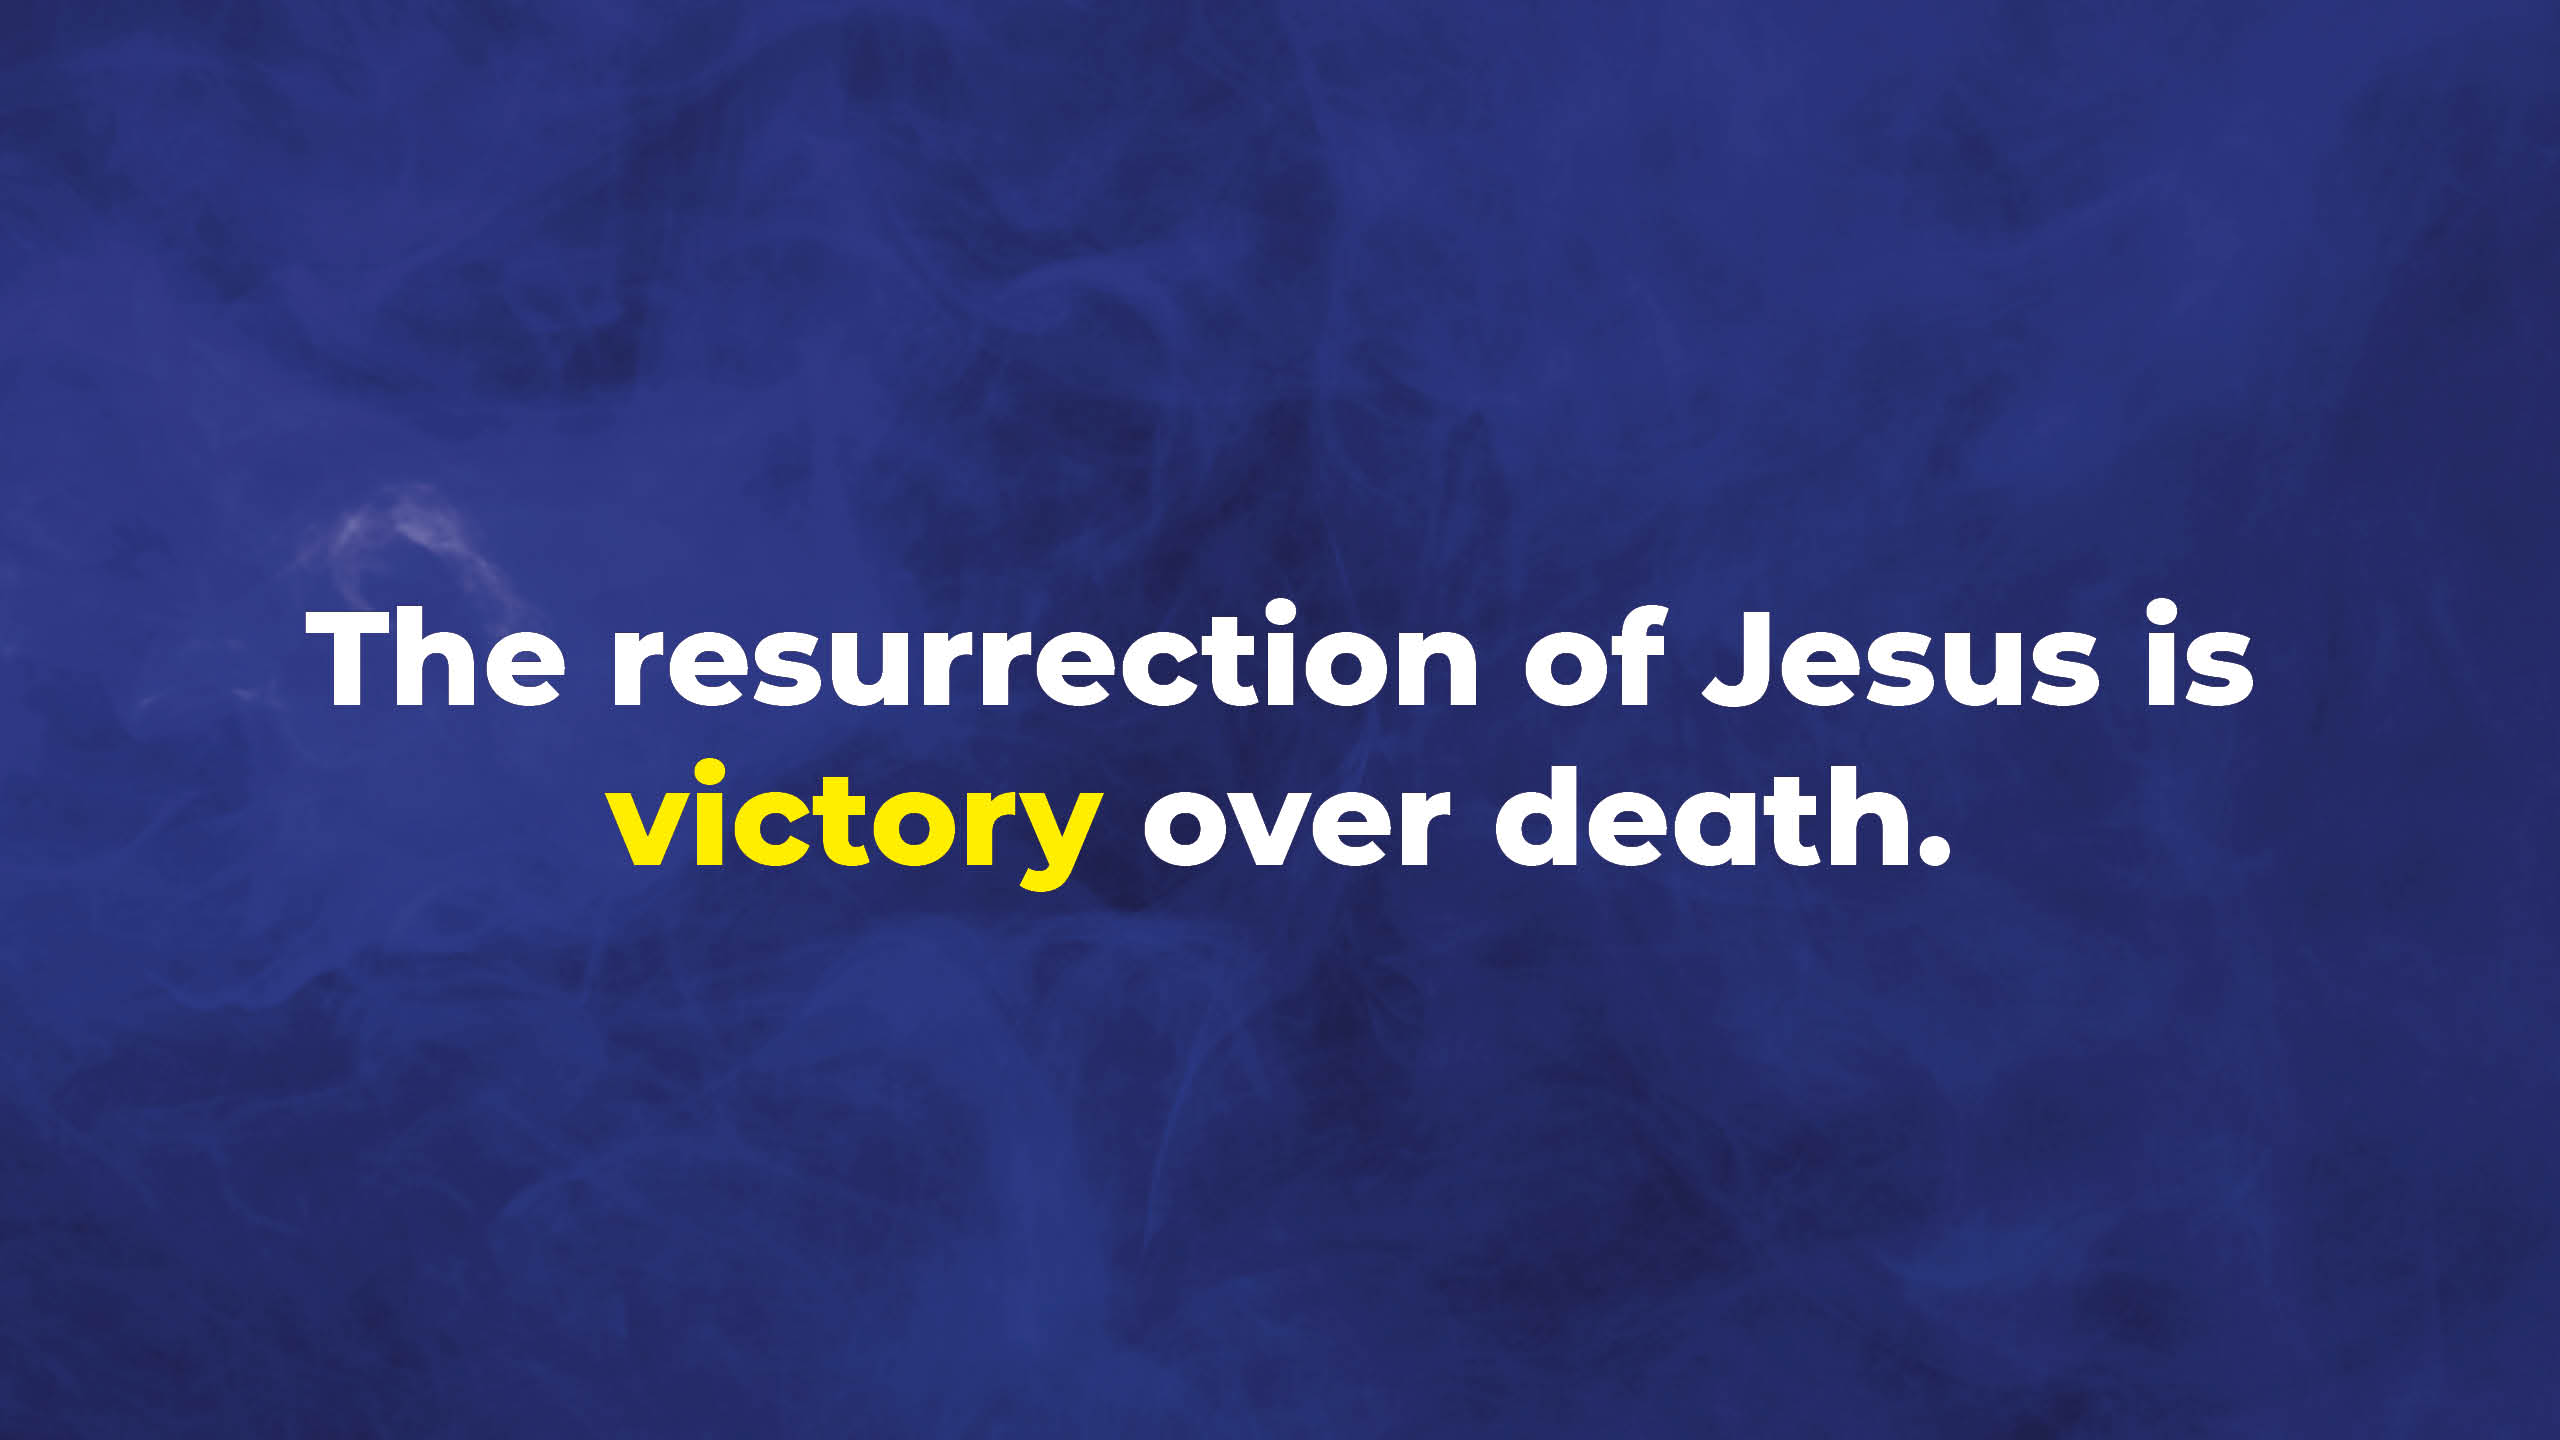 The resurrection of Jesus is
victory over death.